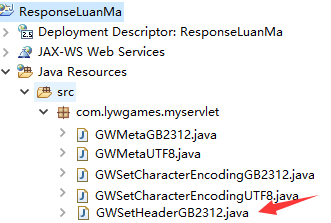 ResponseLuanMa
Deployment Descriptor: ResponseLuanMa
JAX-WS Web Services
Java Resources
src
com.lywgames.myservlet
GWMetaGB2312.java
GWMetaUTF8.java
GWSetCharacterEncodingGB2312.java
GWSetCharacterEncodingUTF8.java
GWSetHeaderGB2312.java